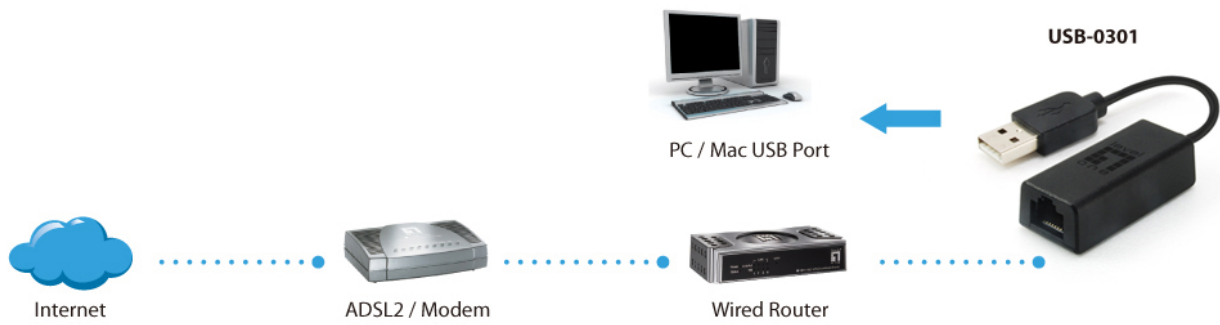 USB-0301
PC / Mac USB Port
Internet
ADSL2 / Modem
Wired Router